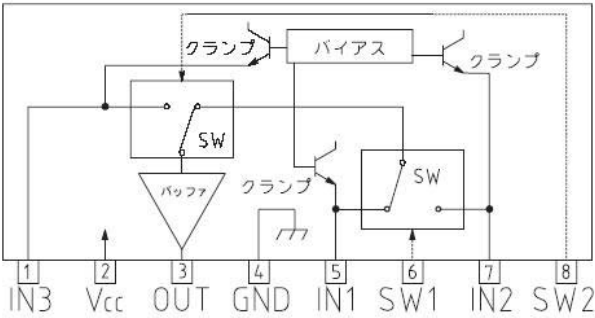 クランプ
バイアス
クランプ
SW
バッファ
クランプ
SW
1 2 3 4 5 6 7 8
IN3 Vcc OUT GND IN1 SW1 IN2 SW2